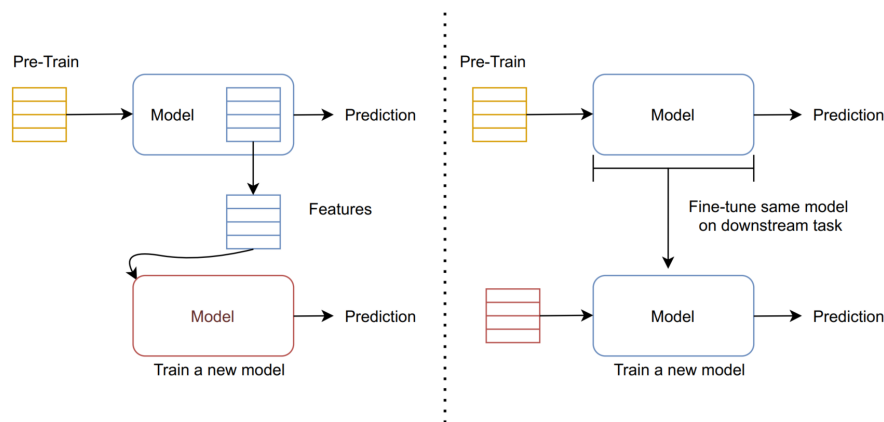 Pre-Train
Model
Prediction
Features
Model
Prediction
Train a new model
Pre-Train
Model
Prediction
Fine-tune same model
on downstream task
Model
Prediction
Train a new model